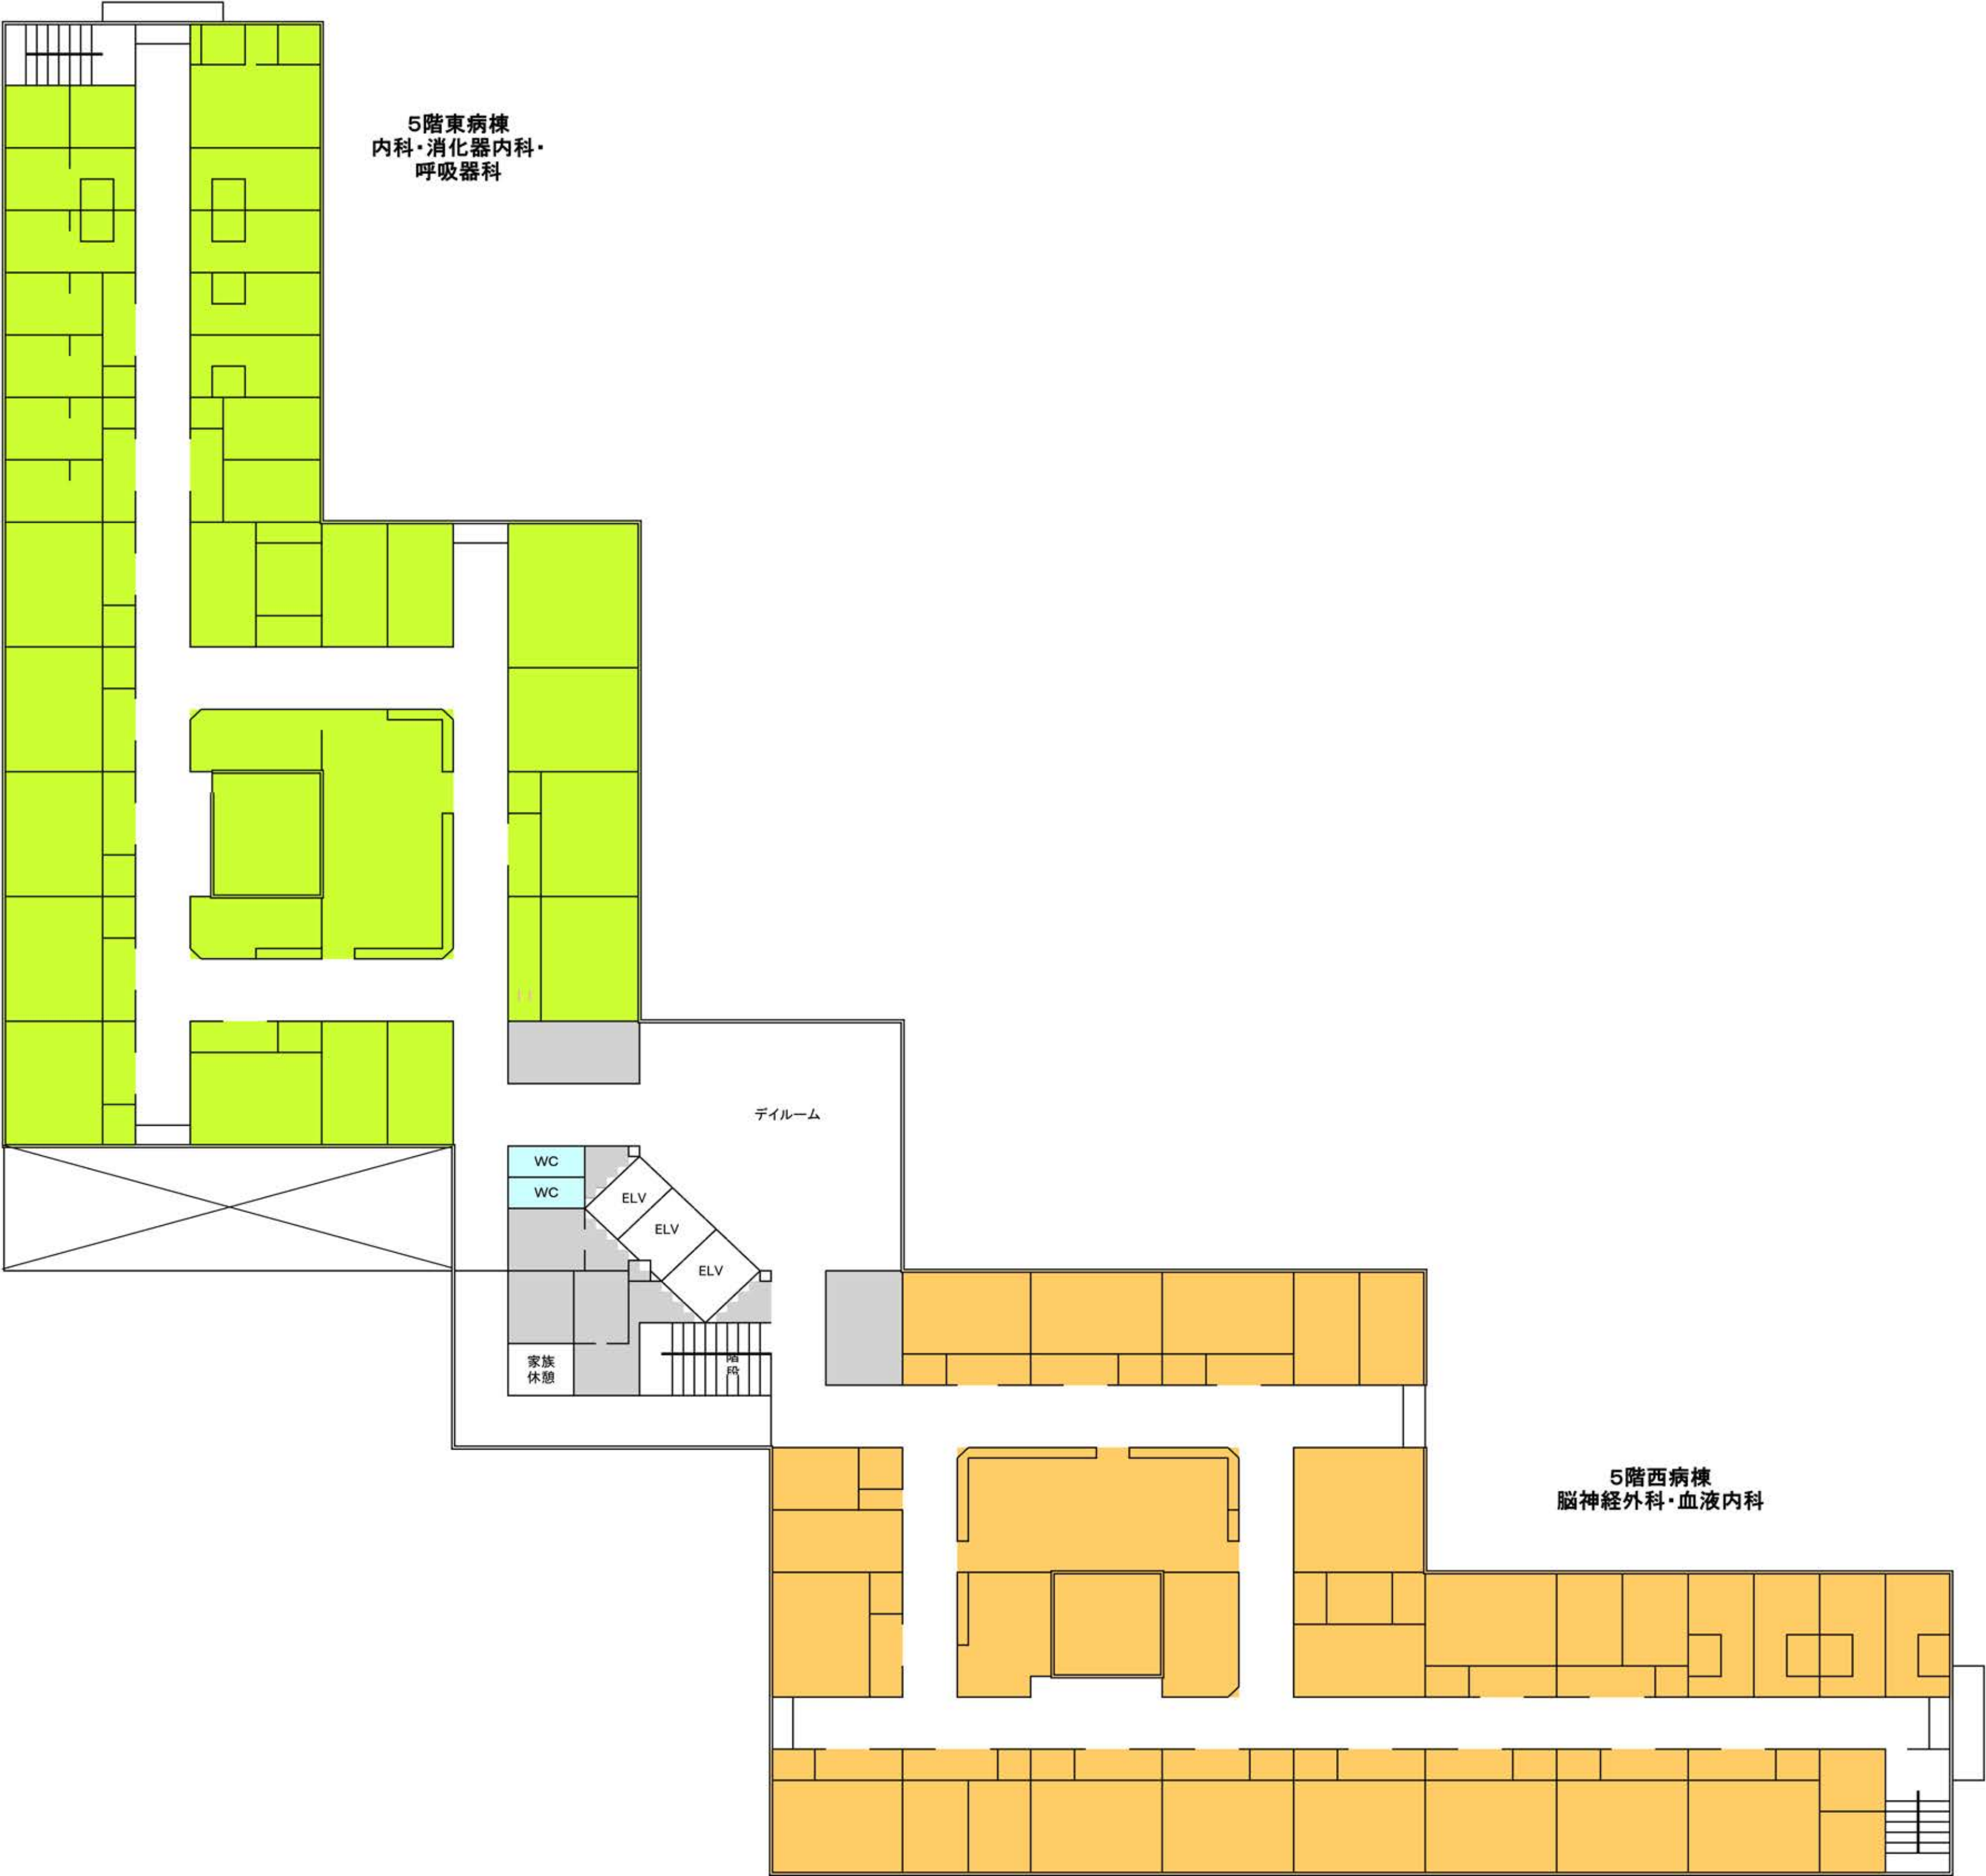 5階東病棟
内科・消化器内科・
呼吸器科
デイルーム
WC
WC
ELV
ELV
ELV
家族
休憩
階
段
5階西病棟
脳神経外科・血液内科